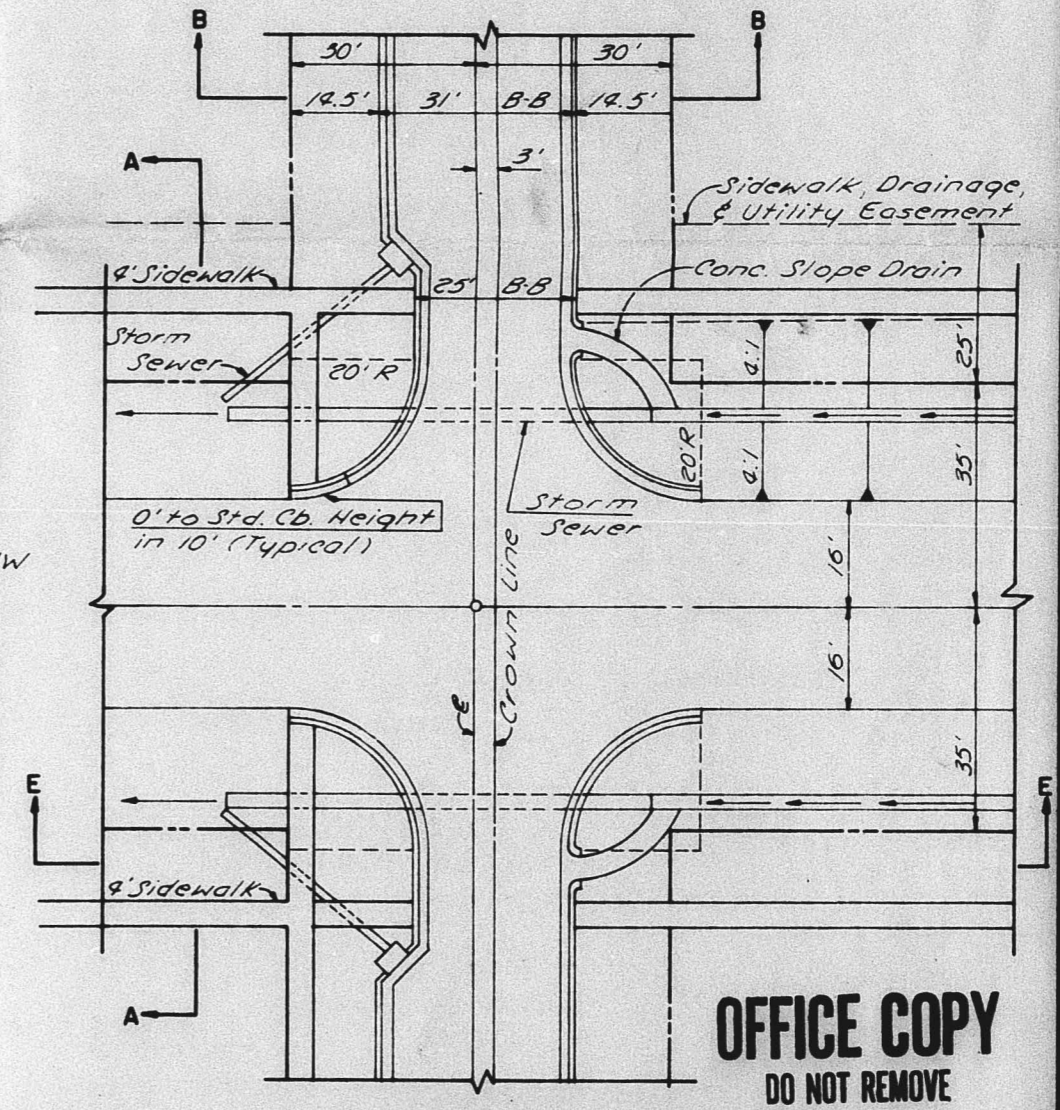 B
B
30'
30'
14.5'
31'
B-B
14.5'
A
3'
Sidewalk, Drainage,
& Utility Easement
4' Sidewalk
25'
B-B
Conc. Slope Drain
Storm
Sewer
20' R
4:1
25'
20' R
4:1
35'
0' to Std. Cb. Height
in 10' (Typical)
Storm
Sewer
16'
Crown Line
16'
35'
E
E
4' Sidewalk
A
OFFICE COPY
DO NOT REMOVE